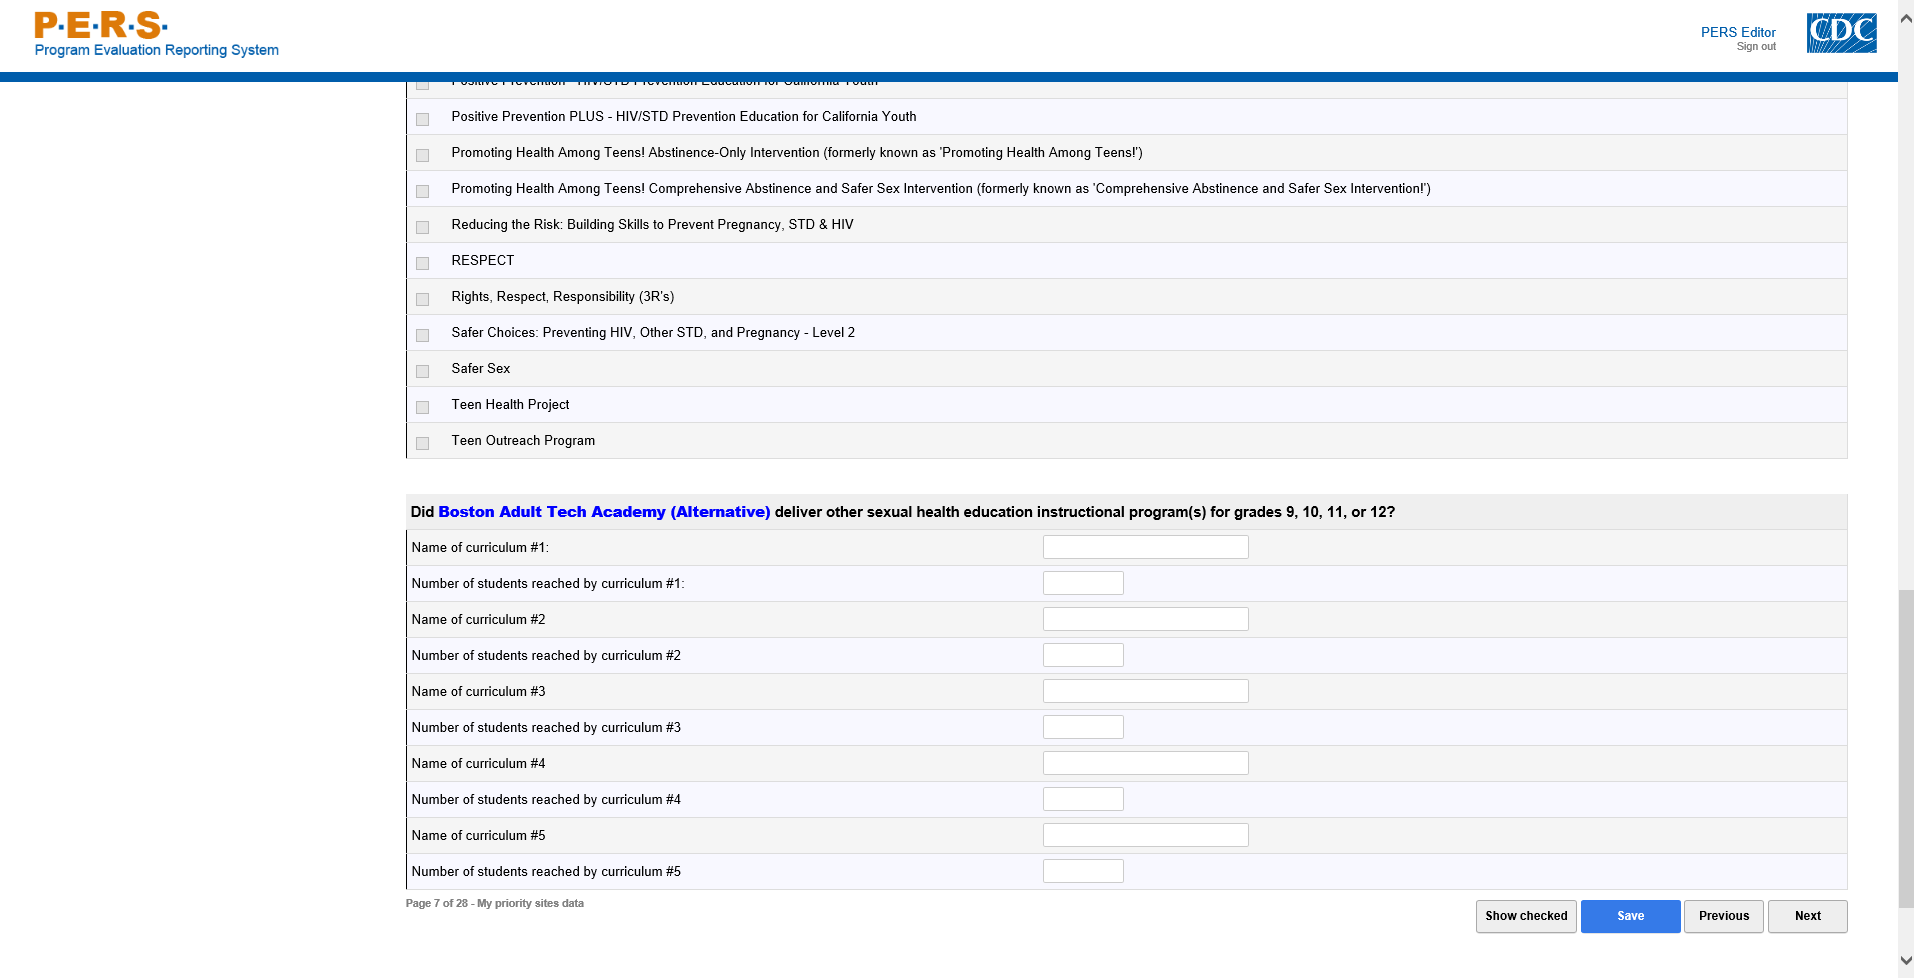 P·E·R·S·
Program Evaluation Reporting System
PERS Editor
Sign out
CDC
Positive Prevention - HIV/STD Prevention Education for California Youth
Positive Prevention PLUS - HIV/STD Prevention Education for California Youth
Promoting Health Among Teens! Abstinence-Only Intervention (formerly known as 'Promoting Health Among Teens!')
Promoting Health Among Teens! Comprehensive Abstinence and Safer Sex Intervention (formerly known as 'Comprehensive Abstinence and Safer Sex Intervention!')
Reducing the Risk: Building Skills to Prevent Pregnancy, STD & HIV
RESPECT
Rights, Respect, Responsibility (3R's)
Safer Choices: Preventing HIV, Other STD, and Pregnancy - Level 2
Safer Sex
Teen Health Project
Teen Outreach Program
Did Boston Adult Tech Academy (Alternative) deliver other sexual health education instructional program(s) for grades 9, 10, 11, or 12?
Name of curriculum #1:
Number of students reached by curriculum #1:
Name of curriculum #2
Number of students reached by curriculum #2
Name of curriculum #3
Number of students reached by curriculum #3
Name of curriculum #4
Number of students reached by curriculum #4
Name of curriculum #5
Number of students reached by curriculum #5
Page 7 of 28 - My priority sites data
Show checked
Save
Previous
Next